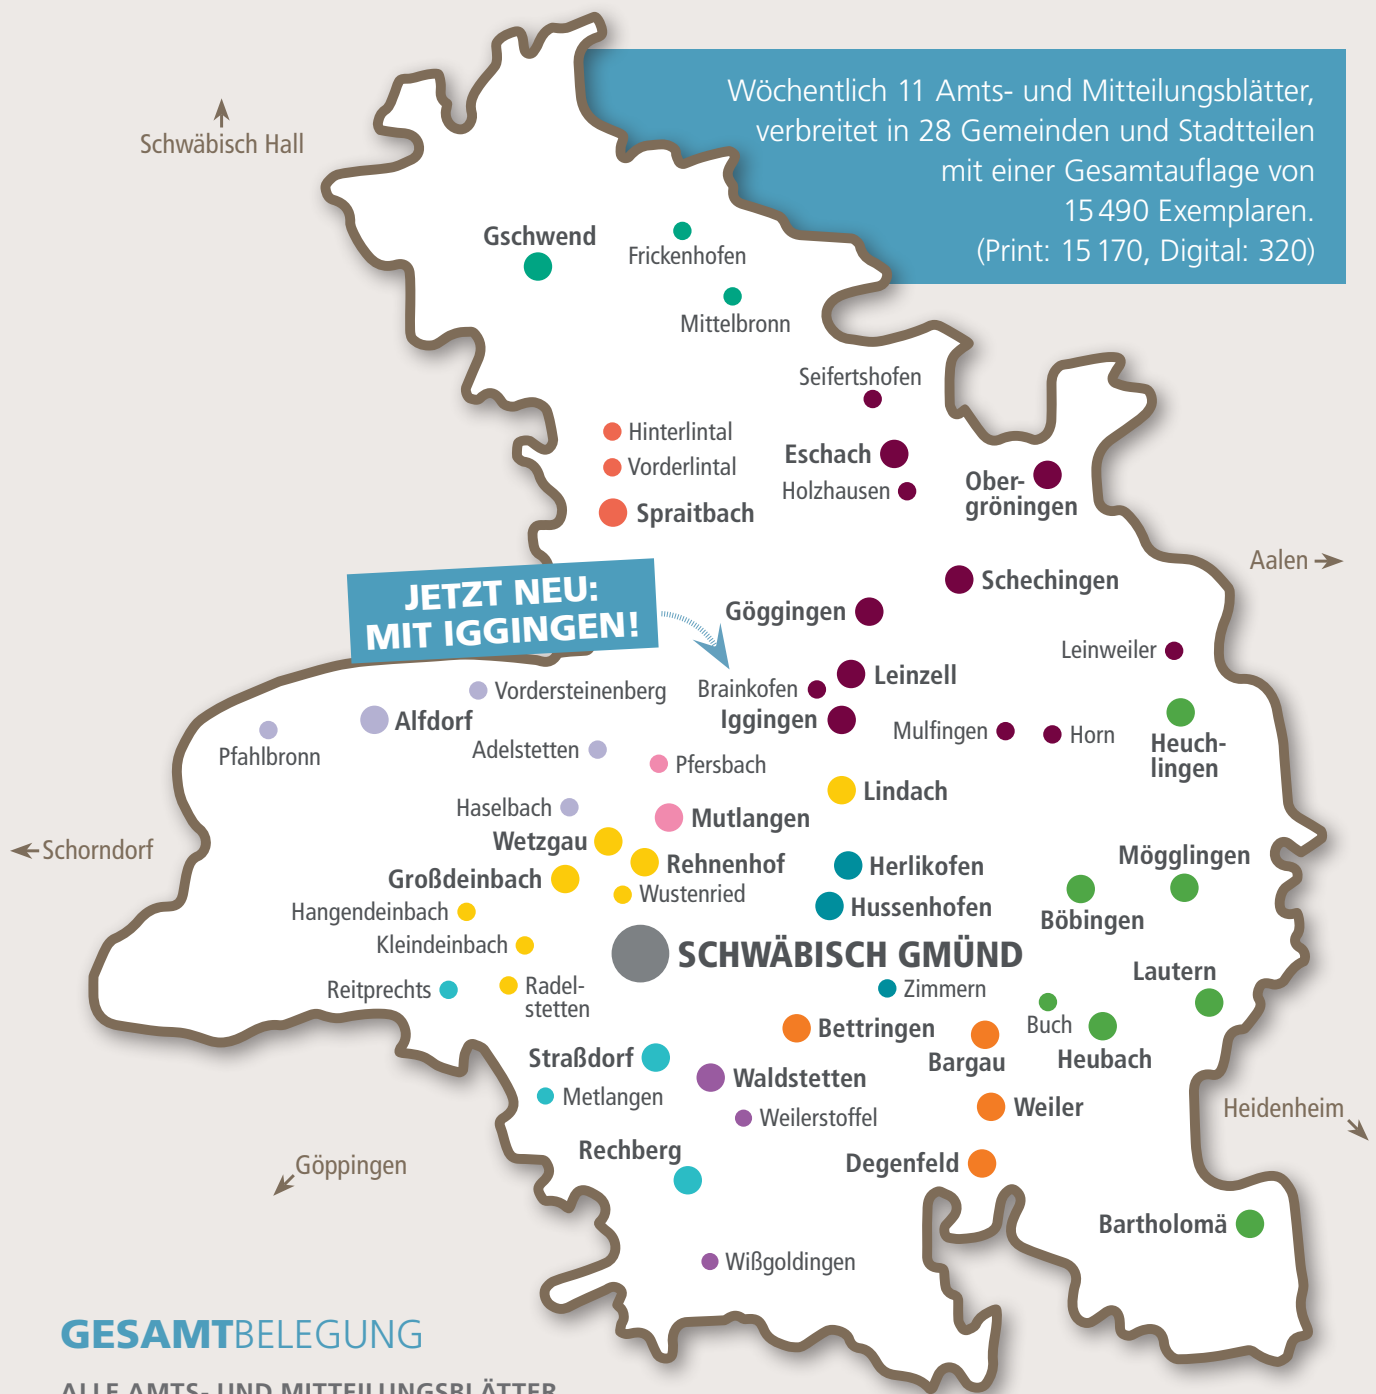 Wöchentlich 11 Amts- und Mitteilungsblätter,
verbreitet in 28 Gemeinden und Stadtteilen
mit einer Gesamtauflage von
15 490 Exemplaren.
(Print: 15 170, Digital: 320)
Schwäbisch Hall
Gschwend
Frickenhofen
Mittelbronn
Seifertshofen
Hinterlintal
Vorderlintal
Spraitbach
Eschach
Holzhausen
Ober-
gröningen
Aalen
Schechingen
Göggingen
JETZT NEU:
MIT IGGINGEN!
Leinweiler
Leinzell
Brainkofen
Iggingen
Mulfingen
Horn
Heuch-
lingen
Vordersteinenberg
Alfdorf
Pfahlbronn
Adelstetten
Pfersbach
Haselbach
Mutlangen
Lindach
Wetzgau
Rehnenhof
Großdeinbach
Wustenried
Schorndorf
Herlikofen
Hussenhofen
Mögglingen
Böbingen
Hangendeinbach
Kleindeinbach
SCHWÄBISCH GMÜND
Reitprechts
Radel-
stetten
Zimmern
Lautern
Buch
Heubach
Bettringen
Bargau
Straßdorf
Waldstetten
Metlangen
Weilerstoffel
Weiler
Heidenheim
Rechberg
Degenfeld
Göppingen
Bartholomä
Wißgoldingen
GESAMTBELEGUNG
ALLE AMTS- UND MITTEILUNGSBLÄTTER